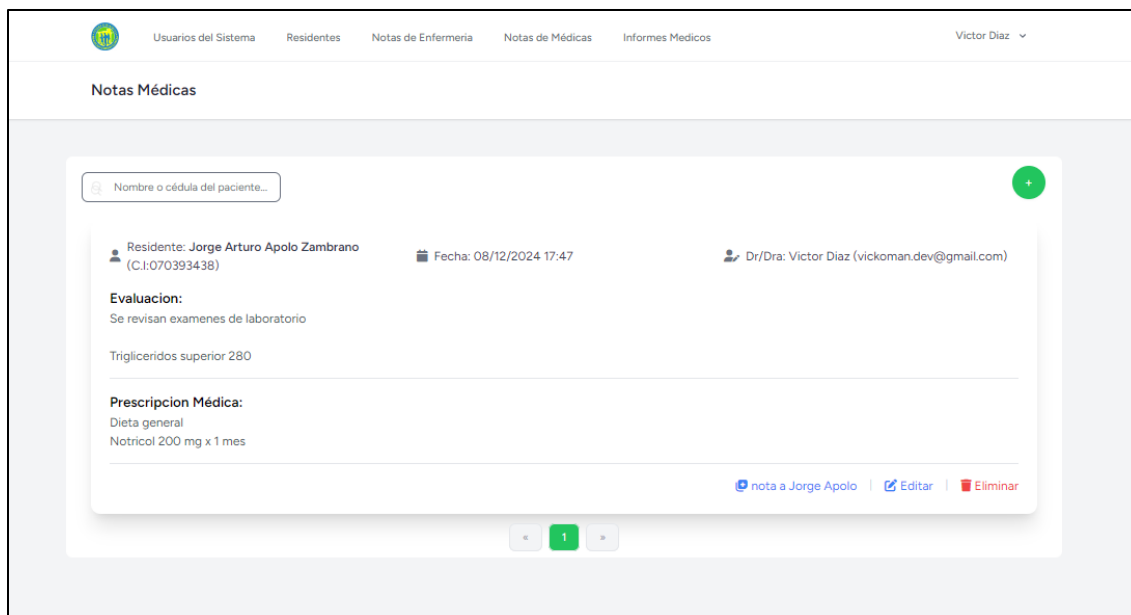 Usuarios del Sistema Residentes Notas de Enfermeria Notas de Médicas Informes Medicos Victor Diaz
Notas Médicas
Nombre o cédula del paciente...
+
Residente: Jorge Arturo Apolo Zambrano
(C.I:070393438)
Fecha: 08/12/2024 17:47
Dr/Dra: Victor Diaz (vickoman.dev@gmail.com)
Evaluacion:
Se revisan examenes de laboratorio
Trigliceridos superior 280
Prescripcion Médica:
Dieta general
Notricol 200 mg x 1 mes
nota a Jorge Apolo | Editar | Eliminar
« 1 »